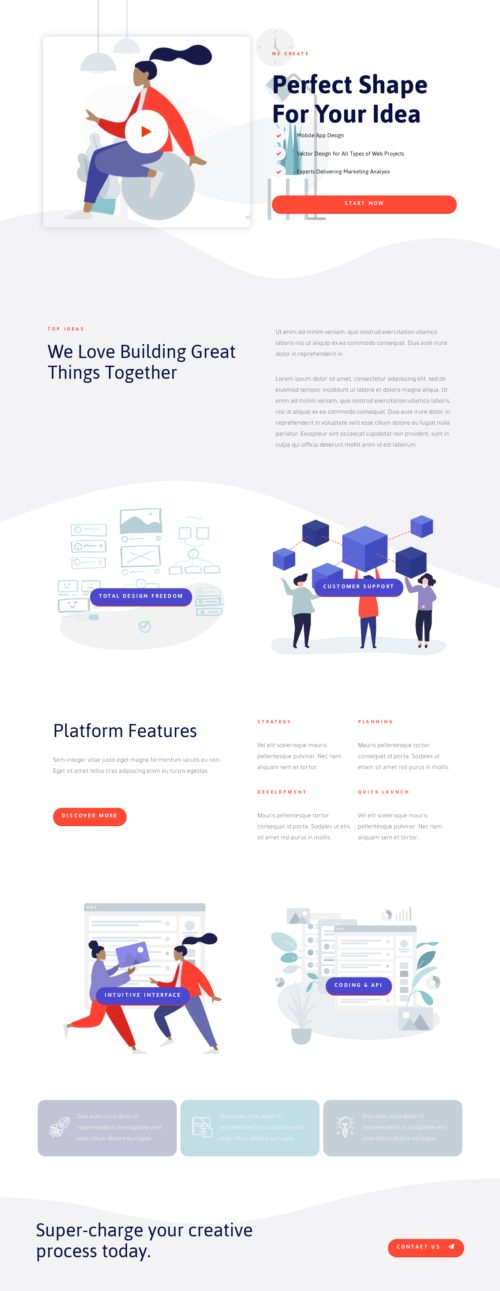 WE CREATE
Perfect Shape
For Your Idea
Mobile App Design
Vector Design for All Types of Web Projects
Experts Delivering Marketing Analysis
START NOW
TOP IDEAS
We Love Building Great
Things Together
Ut enim ad minim veniam, quis nostrud exercitation ullamco
laboris nisi ut aliquip ex ea commodo consequat. Duis aute irure
dolor in reprehenderit in
Lorem ipsum dolor sit amet, consectetur adipisicing elit, sed do
eiusmod tempor incididunt ut labore et dolore magna aliqua. Ut
enim ad minim veniam, quis nostrud exercitation ullamco laboris
nisi ut aliquip ex ea commodo consequat. Duis aute irure dolor in
reprehenderit in voluptate velit esse cillum dolore eu fugiat nulla
pariatur. Excepteur sint occaecat cupidatat non proident, sunt in
culpa qui officia deserunt mollit anim id est laborum.
TOTAL DESIGN FREEDOM
CUSTOMER SUPPORT
Platform Features
Sem integer vitae justo eget magna fermentum iaculis eu non.
Eget sit amet tellus cras adipiscing enim eu turpis egestas.
DISCOVER MORE
STRATEGY
Vel elit scelerisque mauris
pellentesque pulvinar. Nec nam
aliquam sem et tortor.
PLANNING
Mauris pellentesque tortor
consequat id porta. Sodales ut
etiam sit amet nisl purus in mollis.
DEVELOPMENT
Mauris pellentesque tortor
consequat id porta. Sodales ut etis
sit amet nisl purus in mollis.
QUICK LAUNCH
Vel elit scelerisque mauris
pellentesque pulvinar. Nec nam
aliquam sem et tortor.
INTUITIVE INTERFACE
CODING & API
Duis aute irure dolor in
reprehenderit in voluptate velit
esse cillum dolore eu fugiat.
Duis aute irure dolor in
reprehenderit in voluptate velit
esse cillum dolore eu fugiat.
Duis aute irure dolor in
reprehenderit in voluptate velit
esse cillum dolore eu fugiat.
Super-charge your creative
process today.
CONTACT US